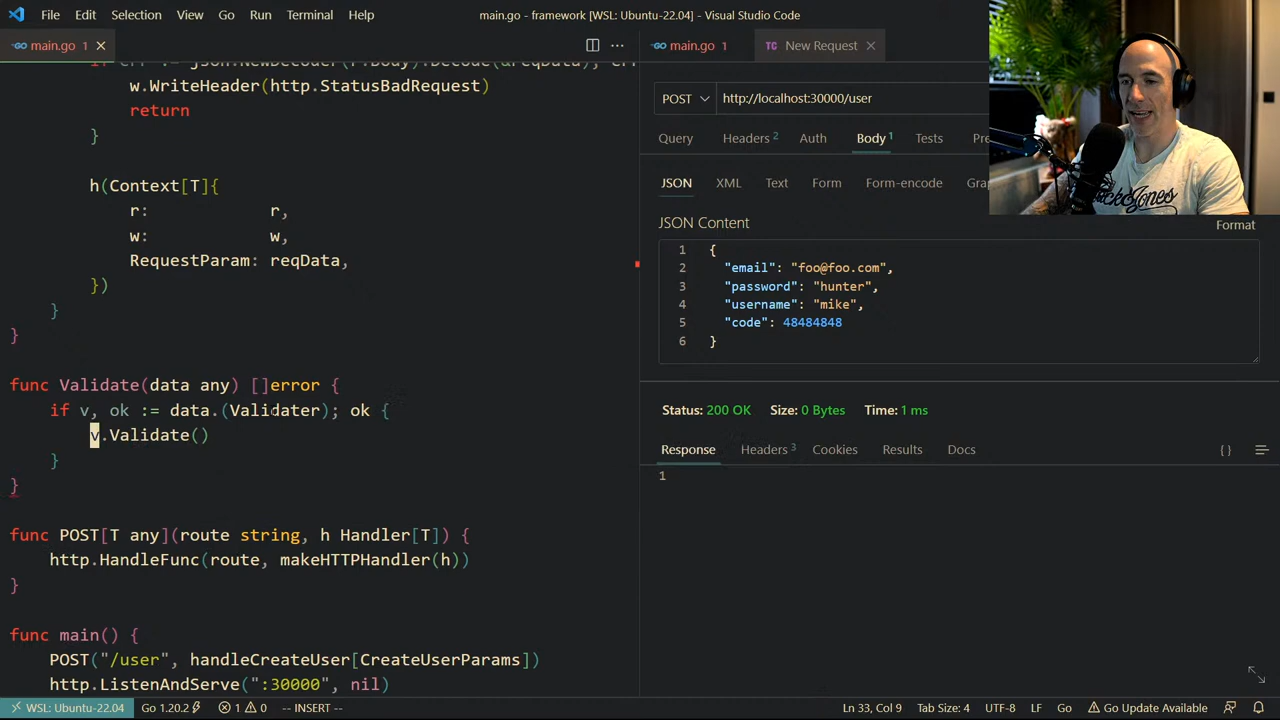 File Edit Selection View Go Run Terminal Help
main.go - framework [WSL: Ubuntu-22.04] - Visual Studio Code
main.go 1
w.WriteHeader(http.StatusBadRequest)
return
}
h(Context[T]{
r: r,
w: w,
RequestParam: reqData,
})
}
}
func Validate(data any) []error {
if v, ok := data.(Validater); ok {
v.Validate()
}
}
func POST[T any](route string, h Handler[T]) {
http.HandleFunc(route, makeHTTPHandler(h))
}
func main() {
POST("/user", handleCreateUser[CreateUserParams])
http.ListenAndServe(":30000", nil)
main.go 1
TC New Request
POST http://localhost:30000/user
Query Headers 2 Auth Body 1 Tests Pre
JSON XML Text Form Form-encode Gra
JSON Content
Format
1 {
2 "email": "foo@foo.com",
3 "password": "hunter",
4 "username": "mike",
5 "code": 48484848
6 }
Status: 200 OK Size: 0 Bytes Time: 1 ms
Response Headers 3 Cookies Results Docs { }
1
WSL: Ubuntu-22.04 Go 1.20.2 1 0 -- INSERT -- Ln 33, Col 9 Tab Size: 4 UTF-8 LF Go Go Update Available